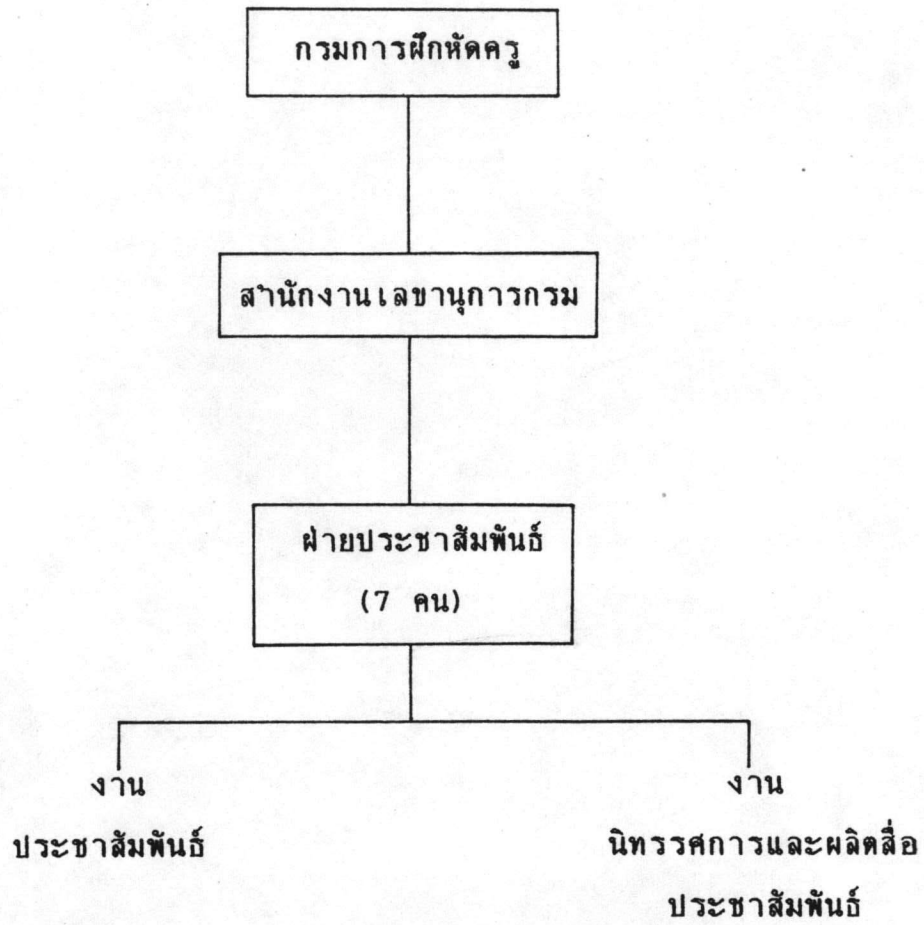 กรมการฝึกหัดครู
สำนักงานเลขานุการกรม
ฝ่ายประชาสัมพันธ์
(7 คน)
งาน
ประชาสัมพันธ์
งาน
นิทรรศการและผลิตสื่อ
ประชาสัมพันธ์